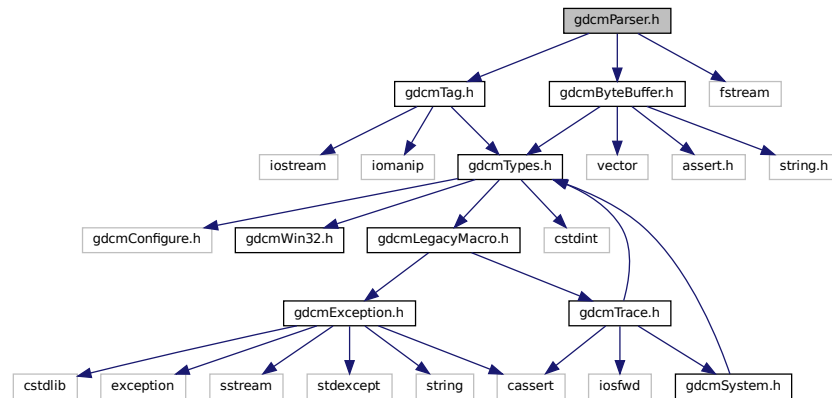 gdcmParser.h
gdcmTag.h
gdcmByteBuffer.h
fstream
iostream
iomanip
gdcmTypes.h
vector
assert.h
string.h
gdcmConfigure.h
gdcmWin32.h
gdcmLegacyMacro.h
cstdint
gdcmException.h
gdcmTrace.h
cstdlib
exception
sstream
stdexcept
string
cassert
iosfwd
gdcmSystem.h